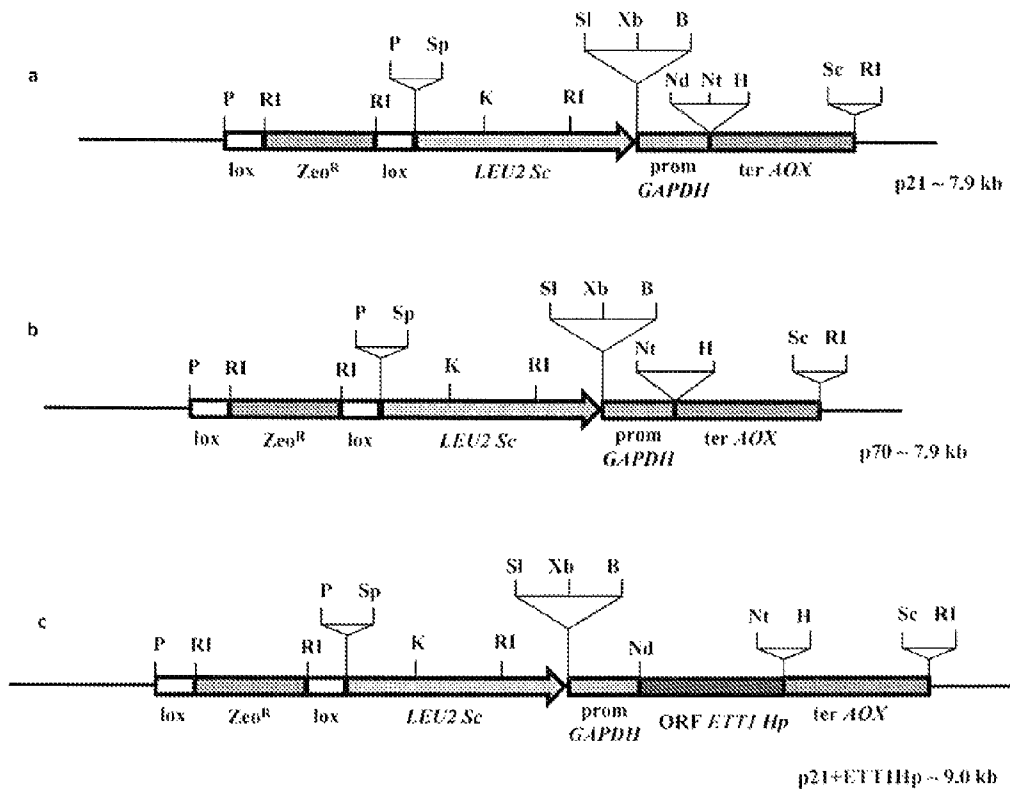 a
Sl Xb B
P Sp
Nd Nt H
Sc RI
P RI RI K RI
lox Zeo^R lox LEU2 Sc prom GAPDH ter AOX
p21 ~ 7.9 kb
b
Sl Xb B
P Sp
Nt H
Sc RI
P RI RI K RI
lox Zeo^R lox LEU2 Sc prom GAPDH ter AOX
p70 ~ 7.9 kb
c
Sl Xb B
P Sp
Nt H
Sc RI
P RI RI K RI Nd
lox Zeo^R lox LEU2 Sc prom GAPDH ORF ETT1 Hp ter AOX
p21+ETT1Hp ~ 9.0 kb